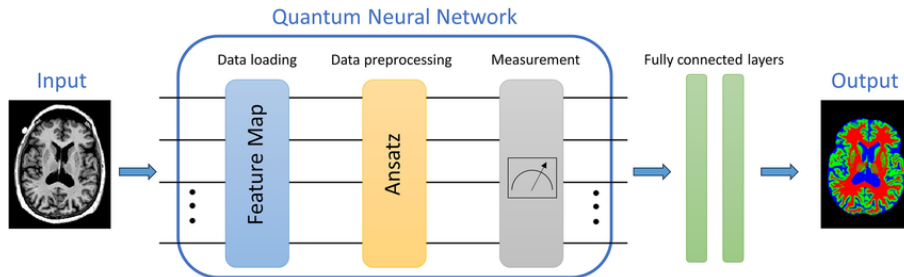 Quantum Neural Network
Data loading
Data preprocessing
Measurement
Fully connected layers
Input
Output
Feature Map
Ansatz